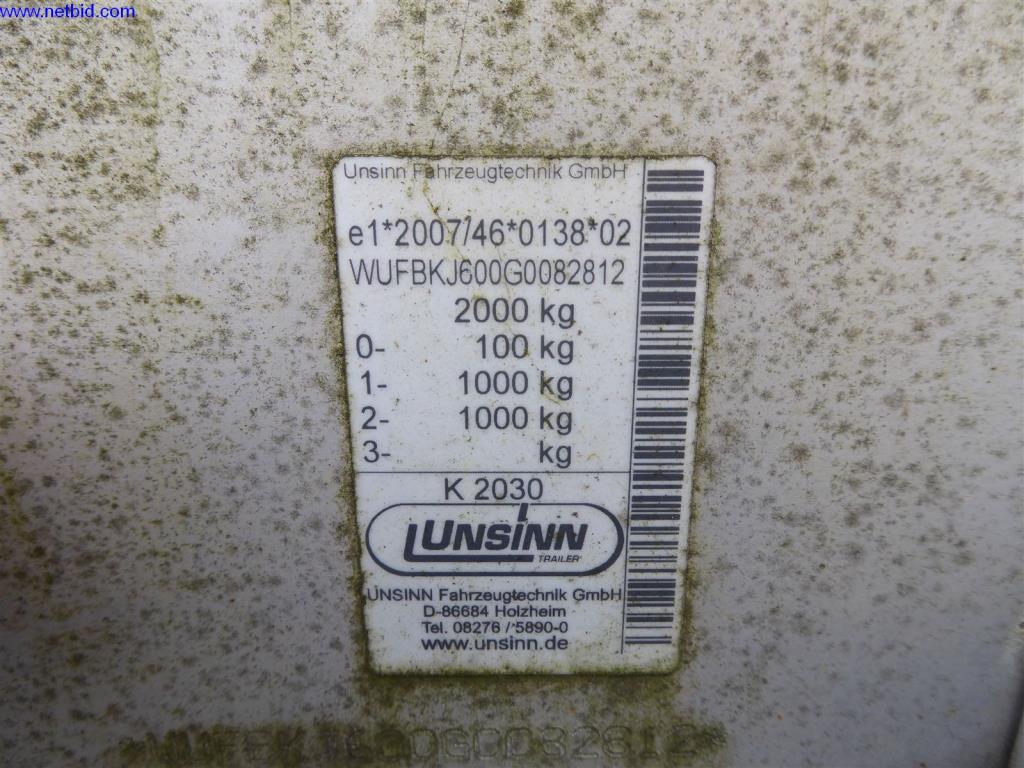 www.netbid.com
Unsinn Fahrzeugtechnik GmbH
e1*2007/46*0138*02
WUFBKJ600G0082812
2000 kg
0- 100 kg
1- 1000 kg
2- 1000 kg
3- kg
K 2030
UNSINN
TRAILER
UNSINN Fahrzeugtechnik GmbH
D-86684 Holzheim
Tel. 08276 / 5890-0
www.unsinn.de
*WUFBKJ600G0082812*